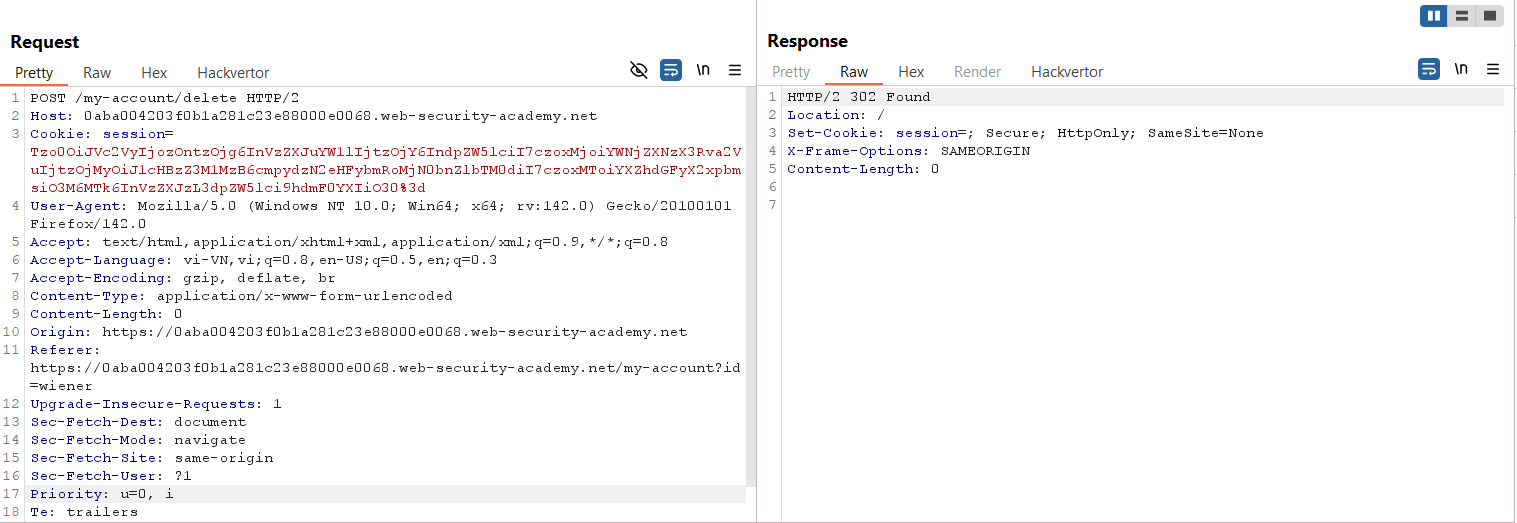 Request
Pretty Raw Hex Hackvertor \n
1 POST /my-account/delete HTTP/2
2 Host: 0aba004203f0b1a281c23e88000e0068.web-security-academy.net
3 Cookie: session=
Tzo0OiJVc2VyIjozOntzOjg6InVzZXJuYW1lIjtzOjY6IndpZW5lciI7czoxMjoiYWNjZXNzX3Rva2V
uIjtzOjMyOiJ1cHBzZ3M1MzB6cmpydzN2eHFybmRoMjN0bnZlbTM0diI7czoxMToiYXZhdGFyX2xpbm
siO3M6MTk6InVzZXJzL3dpZW5lci9hdmF0YXIiO30%3d
4 User-Agent: Mozilla/5.0 (Windows NT 10.0; Win64; x64; rv:142.0) Gecko/20100101
Firefox/142.0
5 Accept: text/html,application/xhtml+xml,application/xml;q=0.9,*/*;q=0.8
6 Accept-Language: vi-VN,vi;q=0.8,en-US;q=0.5,en;q=0.3
7 Accept-Encoding: gzip, deflate, br
8 Content-Type: application/x-www-form-urlencoded
9 Content-Length: 0
10 Origin: https://0aba004203f0b1a281c23e88000e0068.web-security-academy.net
11 Referer:
https://0aba004203f0b1a281c23e88000e0068.web-security-academy.net/my-account?id
=wiener
12 Upgrade-Insecure-Requests: 1
13 Sec-Fetch-Dest: document
14 Sec-Fetch-Mode: navigate
15 Sec-Fetch-Site: same-origin
16 Sec-Fetch-User: ?1
17 Priority: u=0, i
18 Te: trailers
Response
Pretty Raw Hex Render Hackvertor \n
1 HTTP/2 302 Found
2 Location: /
3 Set-Cookie: session=; Secure; HttpOnly; SameSite=None
4 X-Frame-Options: SAMEORIGIN
5 Content-Length: 0
6
7